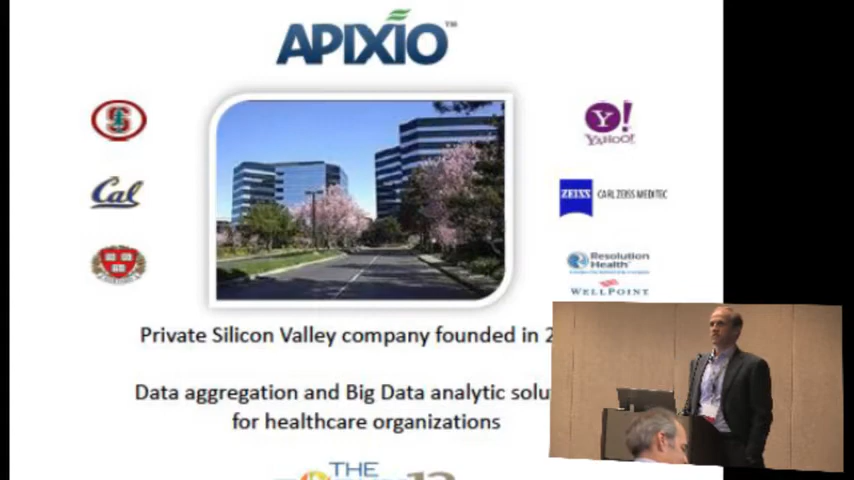 APIXIO™
S
YAHOO!
Y!
Cal
ZEISS CARL ZEISS MEDITEC
Resolution
Health
WELLPOINT
Private Silicon Valley company founded in 2
Data aggregation and Big Data analytic solu
for healthcare organizations
THE